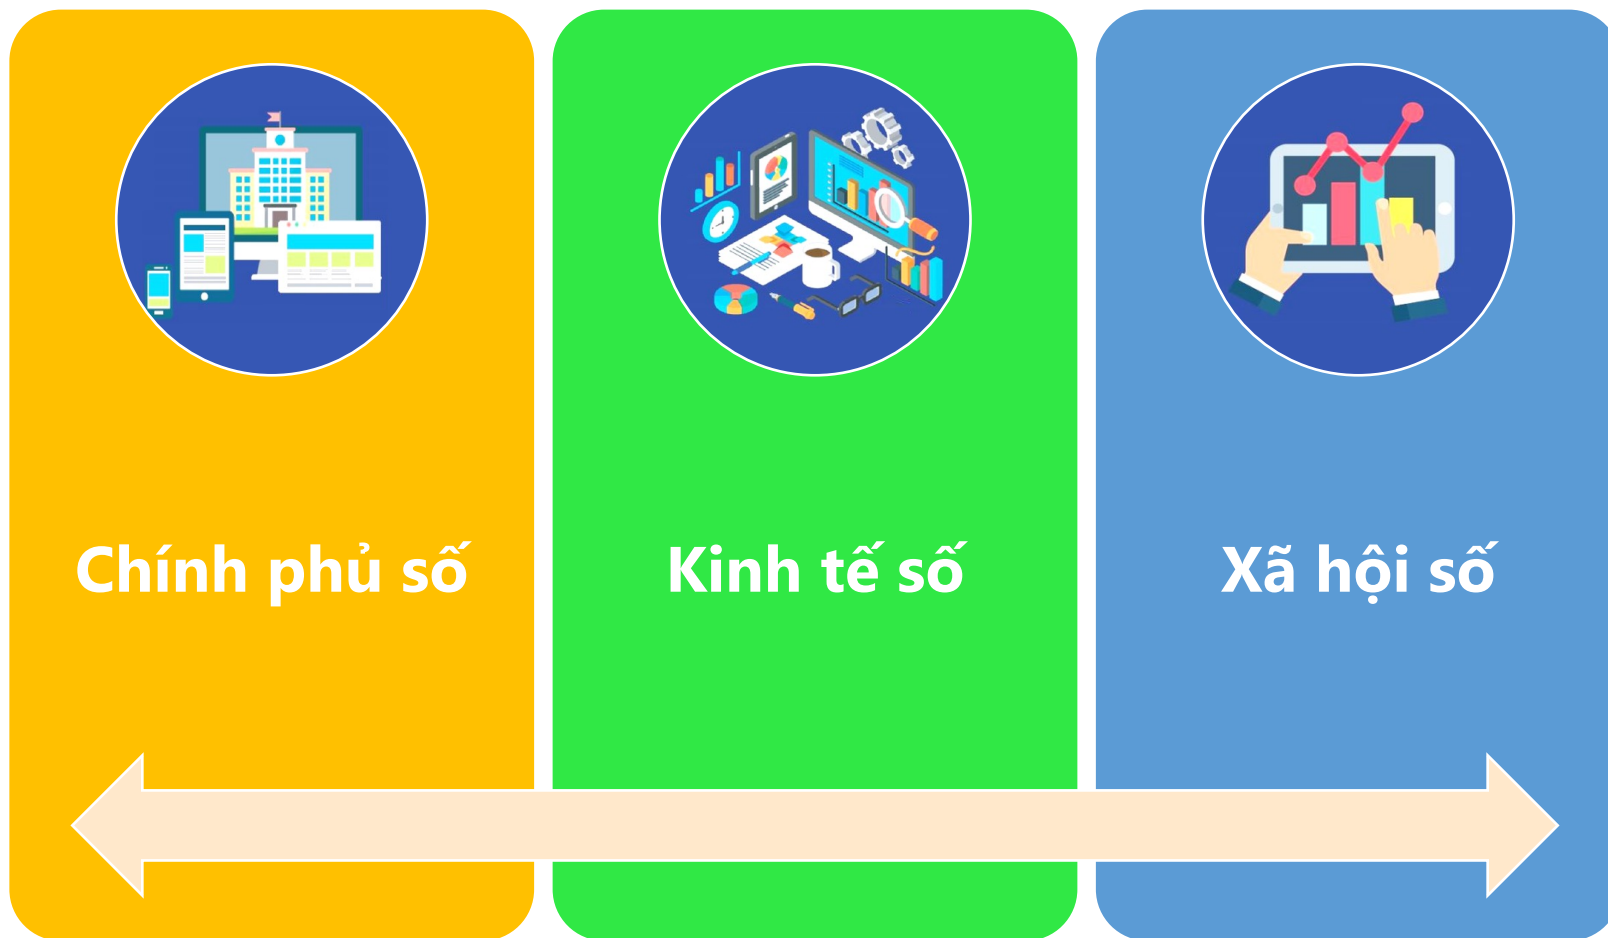 Chính phủ số
Kinh tế số
Xã hội số